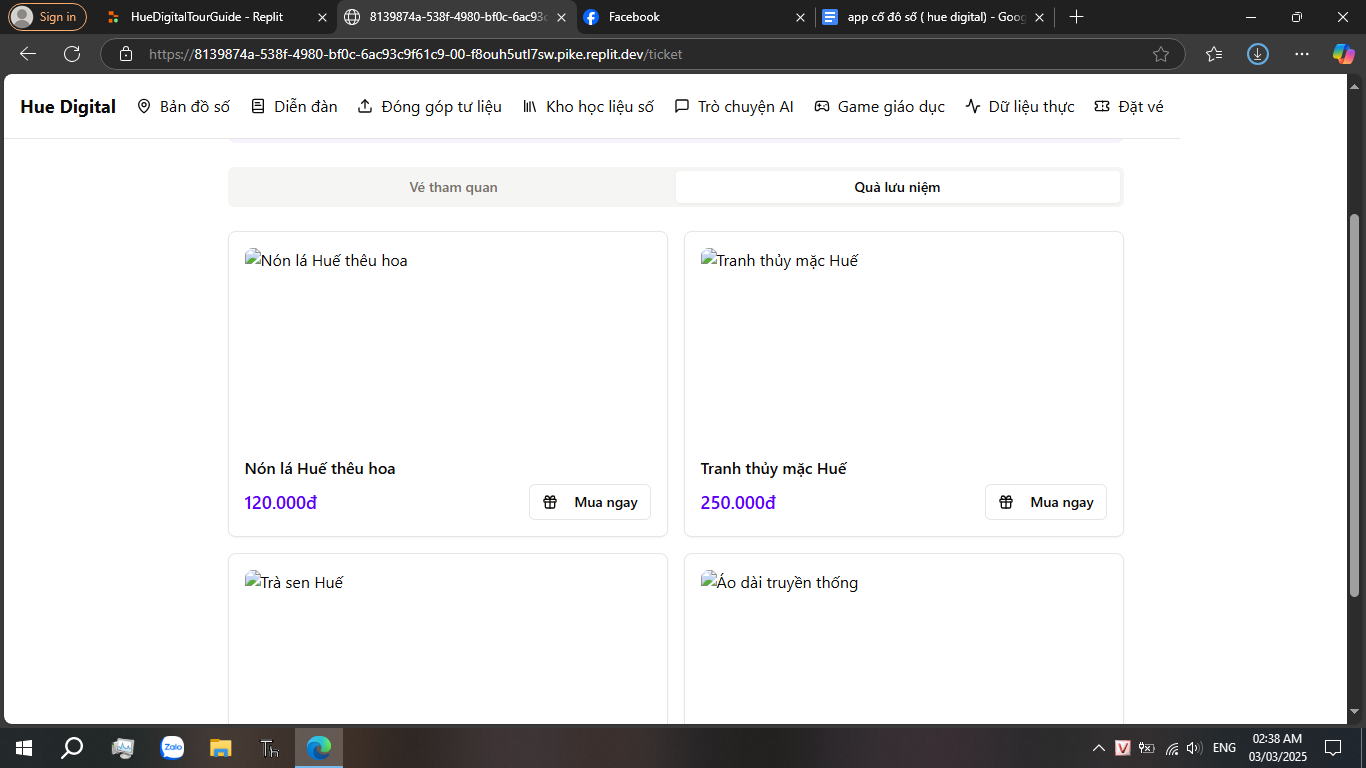 Sign in
HueDigitalTourGuide - Replit
8139874a-538f-4980-bf0c-6ac93c
Facebook
app cố đô số ( hue digital) - Goog
https://8139874a-538f-4980-bf0c-6ac93c9f61c9-00-f8ouh5utl7sw.pike.replit.dev/ticket
Hue Digital
Bản đồ số
Diễn đàn
Đóng góp tư liệu
Kho học liệu số
Trò chuyện AI
Game giáo dục
Dữ liệu thực
Đặt vé
Vé tham quan
Quà lưu niệm
Nón lá Huế thêu hoa
Tranh thủy mặc Huế
Nón lá Huế thêu hoa
120.000đ
Mua ngay
Tranh thủy mặc Huế
250.000đ
Mua ngay
Trà sen Huế
Áo dài truyền thống
Zalo
Th
V
ENG
02:38 AM
03/03/2025